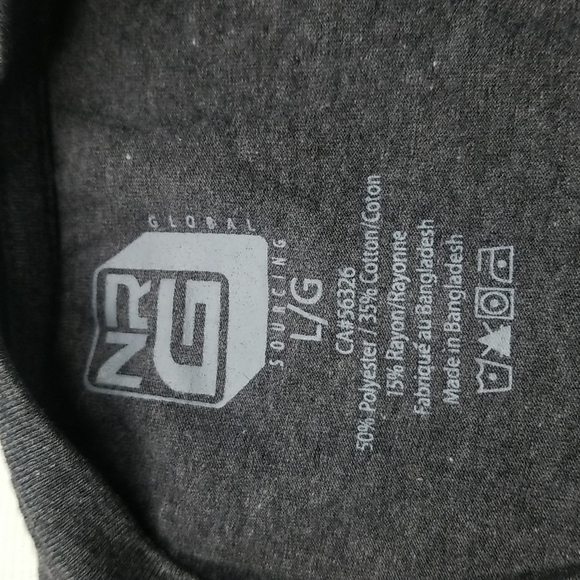 GLOBAL
NRG
SOURCING
L/G
CA#56326
50% Polyester / 35% Cotton/Coton
15% Rayon/Rayonne
Fabriqué au Bangladesh
Made in Bangladesh